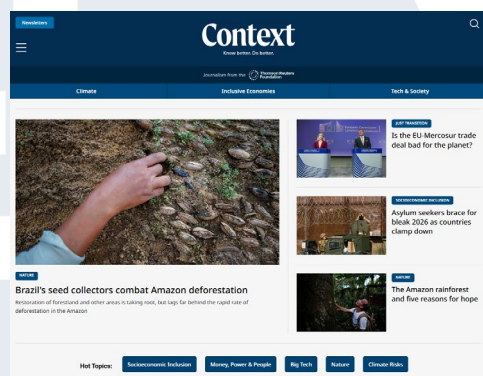 Newsletters
Context
Know better. Do better.
Journalism from the Thomson Reuters Foundation
Climate
Inclusive Economies
Tech & Society
NATURE
Brazil's seed collectors combat Amazon deforestation
Restoration of forestland and other areas is taking root, but lags far behind the rapid rate of
deforestation in the Amazon
JUST TRANSITION
Is the EU-Mercosur trade
deal bad for the planet?
SOCIOECONOMIC INCLUSION
Asylum seekers brace for
bleak 2026 as countries
clamp down
NATURE
The Amazon rainforest
and five reasons for hope
Hot Topics:
Socioeconomic Inclusion
Money, Power & People
Big Tech
Nature
Climate Risks